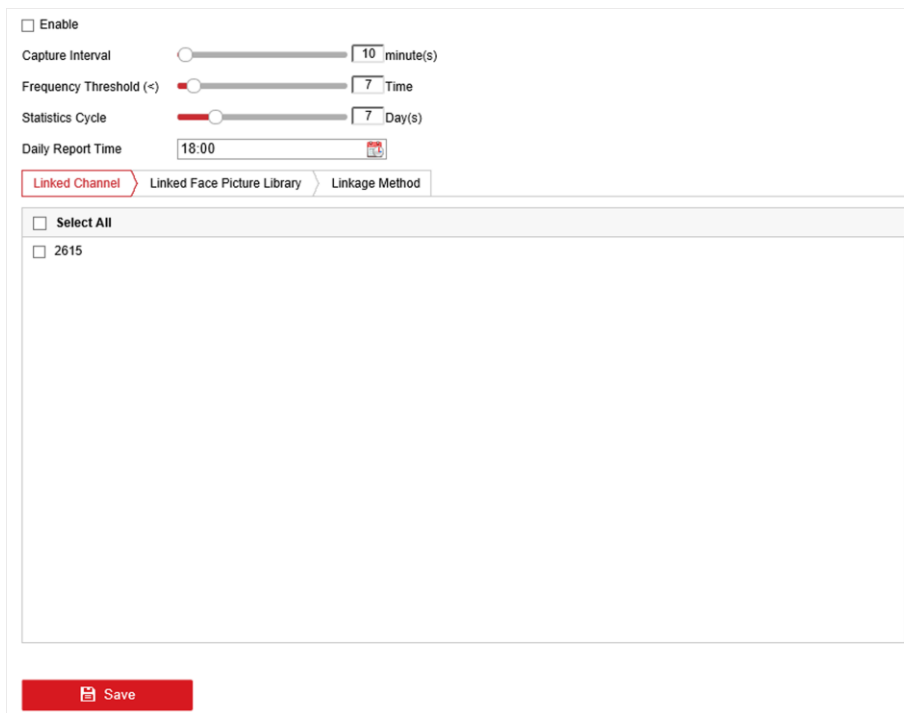 Enable
Capture Interval 10 minute(s)
Frequency Threshold (<) 7 Time
Statistics Cycle 7 Day(s)
Daily Report Time 18:00
Linked Channel Linked Face Picture Library Linkage Method
Select All
2615
Save